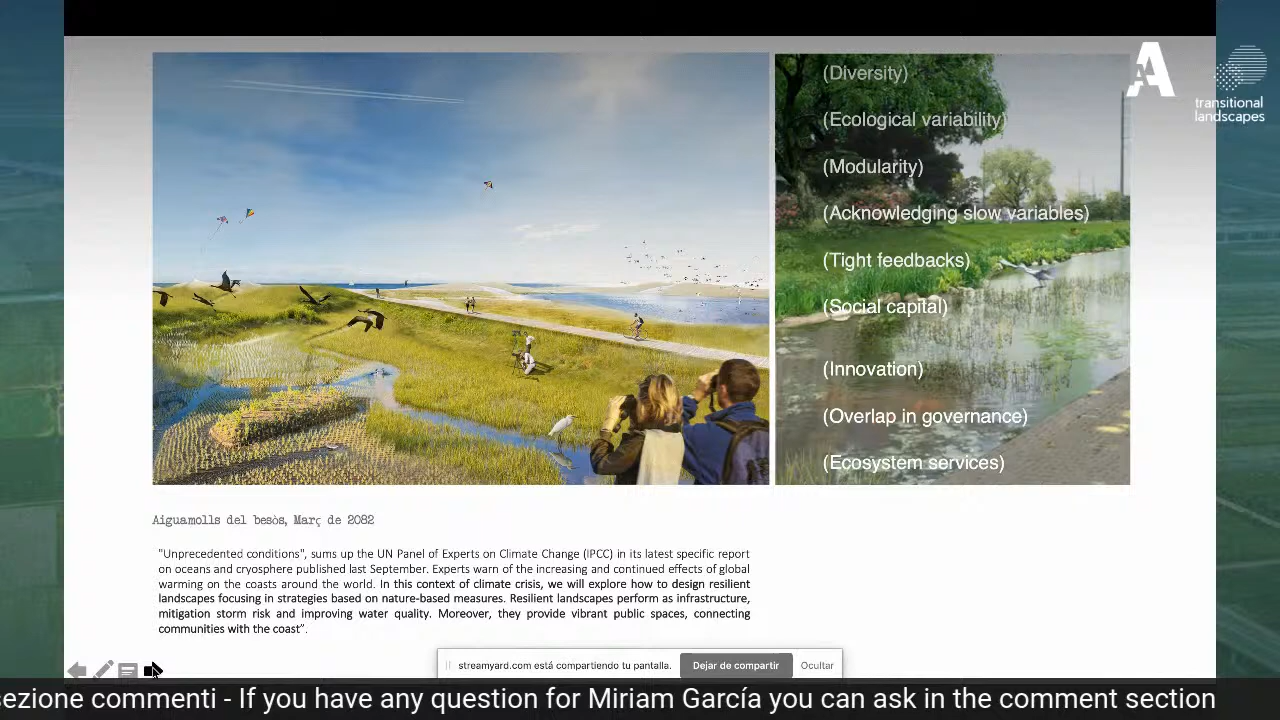 (Diversity)
(Ecological variability)
(Modularity)
(Acknowledging slow variables)
(Tight feedbacks)
(Social capital)
(Innovation)
(Overlap in governance)
(Ecosystem services)
A
A
transitional
landscapes
Aiguamolls del besòs, Març de 2082
"Unprecedented conditions", sums up the UN Panel of Experts on Climate Change (IPCC) in its latest specific report
on oceans and cryosphere published last September. Experts warn of the increasing and continued effects of global
warming on the coasts around the world. In this context of climate crisis, we will explore how to design resilient
landscapes focusing in strategies based on nature-based measures. Resilient landscapes perform as infrastructure,
mitigation storm risk and improving water quality. Moreover, they provide vibrant public spaces, connecting
communities with the coast”.
streamyard.com está compartiendo tu pantalla.
Dejar de compartir
Ocultar
sezione commenti - If you have any question for Miriam García you can ask in the comment section